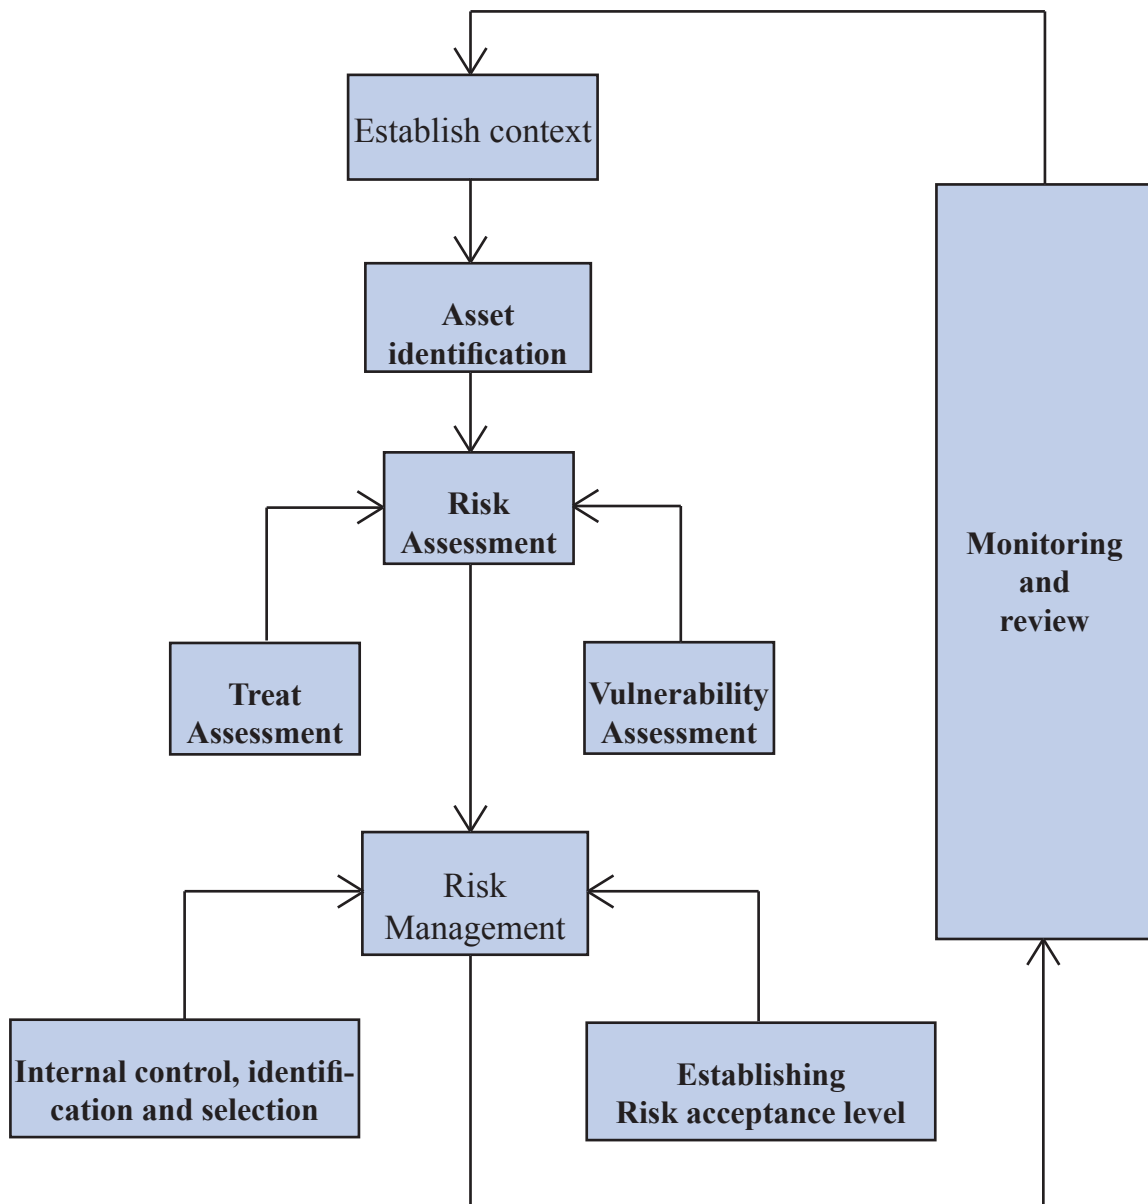 Establish context
Asset
identification
Risk
Assessment
Monitoring
and
review
Treat
Assessment
Vulnerability
Assessment
Risk
Management
Internal control, identifi-
cation and selection
Establishing
Risk acceptance level